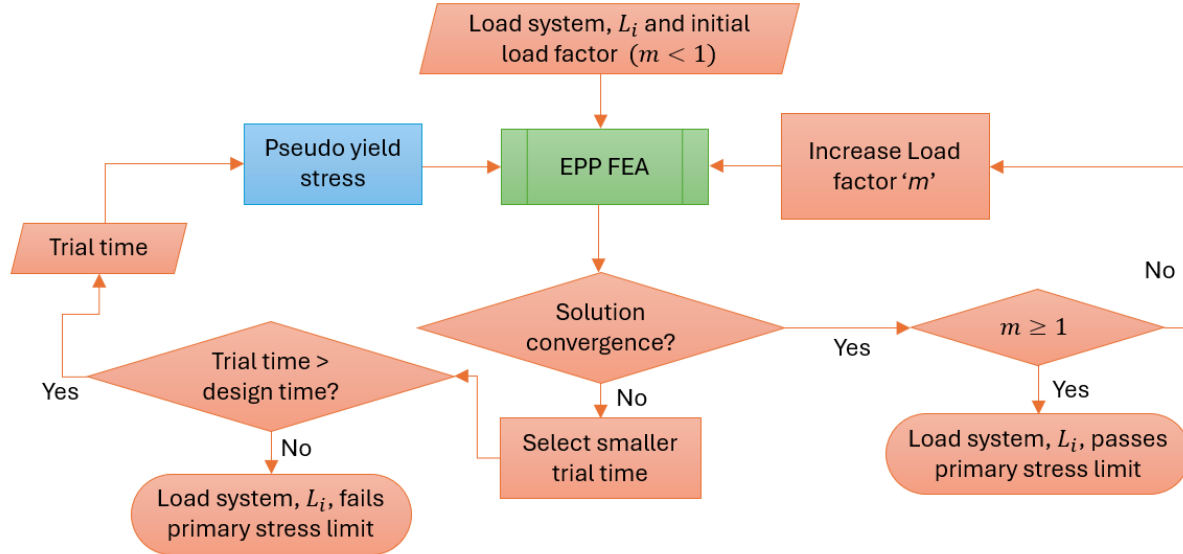 Load system, L_i and initial
load factor (m < 1)
Pseudo yield
stress
EPP FEA
Increase Load
factor ‘m’
Trial time
No
Solution
convergence?
Yes
m ≥ 1
Trial time >
design time?
Yes
No
Yes
Select smaller
trial time
No
Load system, L_i, passes
primary stress limit
Load system, L_i, fails
primary stress limit